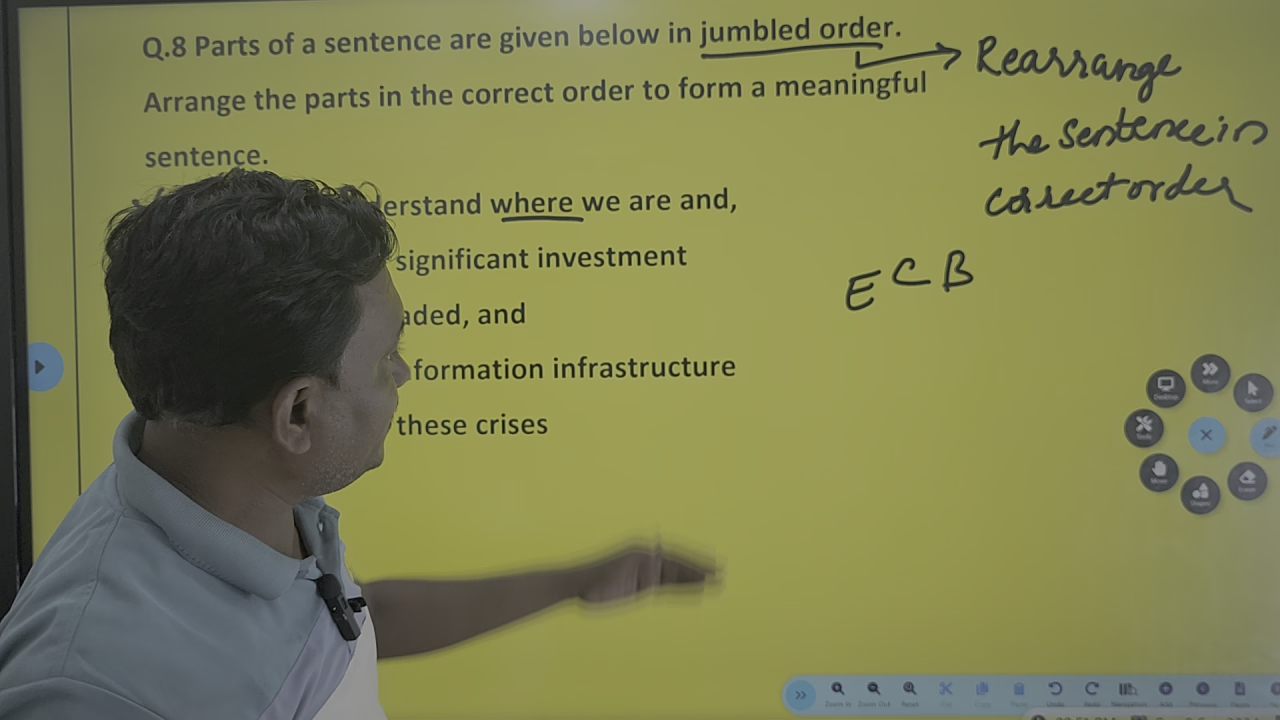 Q.8 Parts of a sentence are given below in jumbled order.
Arrange the parts in the correct order to form a meaningful
sentence.
erstand where we are and,
significant investment
aded, and
formation infrastructure
these crises
Rearrange
the sentence in
correct order
E C B